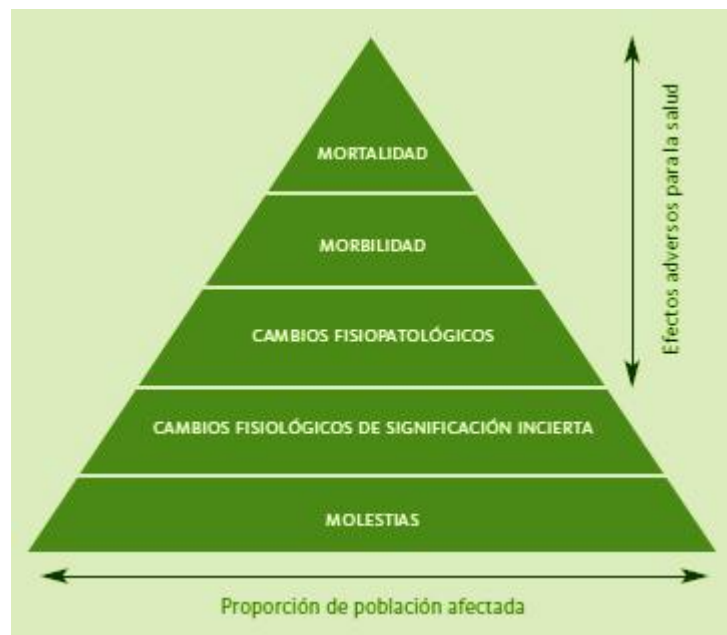 MORTALIDAD
MORBILIDAD
CAMBIOS FISIOPATOLÓGICOS
CAMBIOS FISIOLÓGICOS DE SIGNIFICACIÓN INCIERTA
MOLESTIAS
Efectos adversos para la salud
Proporción de población afectada